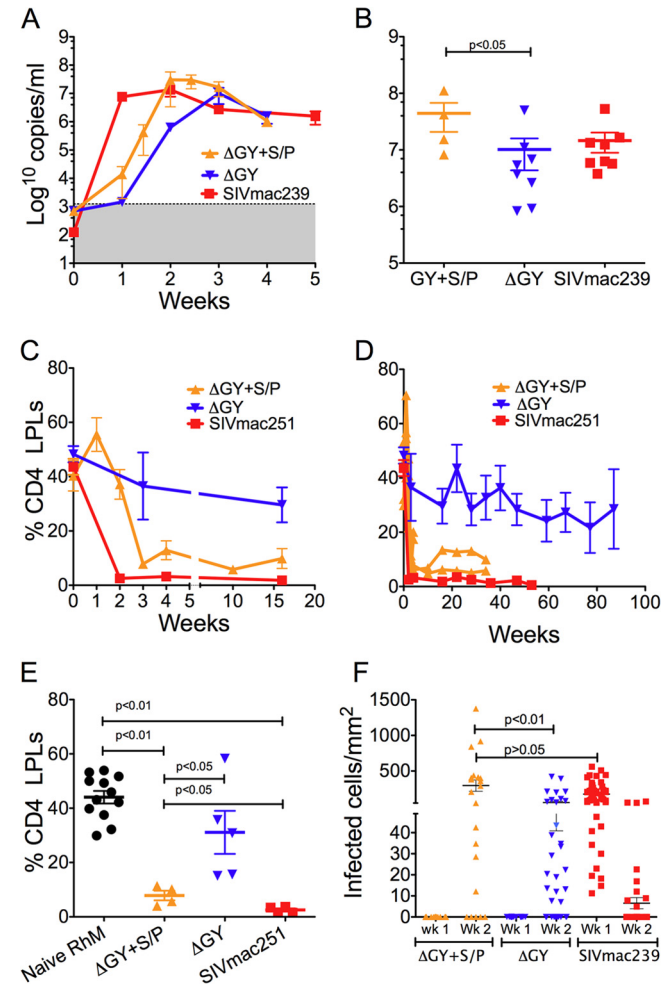 A
Log10 copies/ml
9
8
7
6
5
4
3
2
1
ΔGY+S/P
ΔGY
SIVmac239
0 1 2 3 4 5
Weeks
B
9
8
7
6
5
p<0.05
GY+S/P ΔGY SIVmac239
C
% CD4 LPLs
80
60
40
20
0
ΔGY+S/P
ΔGY
SIVmac251
0 1 2 3 4 5 10 15 20
Weeks
D
80
60
40
20
0
ΔGY+S/P
ΔGY
SIVmac251
0 20 40 60 80 100
Weeks
E
% CD4 LPLs
80
60
40
20
0
p<0.01
p<0.01
p<0.05
p<0.05
Naive RhM ΔGY+S/P ΔGY SIVmac251
F
Infected cells/mm2
1500
1000
500
40
30
20
10
0
p<0.01
p>0.05
wk 1 Wk 2 Wk 1 Wk 2 Wk 1 Wk 2
ΔGY+S/P ΔGY SIVmac239